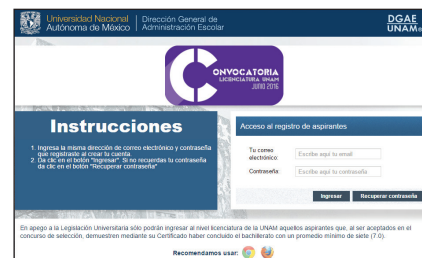 Universidad Nacional
Autónoma de México
Dirección General de
Administración Escolar
DGAE
UNAM
CONVOCATORIA
LICENCIATURA UNAM
JUNIO 2016
Instrucciones
1. Ingresa la misma dirección de correo electrónico y contraseña
que registraste al crear tu cuenta.
2. Da clic en el botón "Ingresar". Si no recuerdas tu contraseña
da clic en el botón "Recuperar contraseña"
Acceso al registro de aspirantes
Tu correo
electrónico:
Escribe aquí tu email
Contraseña:
Escribe aquí tu contraseña
Ingresar
Recuperar contraseña
En apego a la Legislación Universitaria sólo podrán ingresar al nivel licenciatura de la UNAM aquellos aspirantes que, al ser aceptados en el
concurso de selección, demuestren mediante su Certificado haber concluido el bachillerato con un promedio mínimo de siete (7.0).
Recomendamos usar: